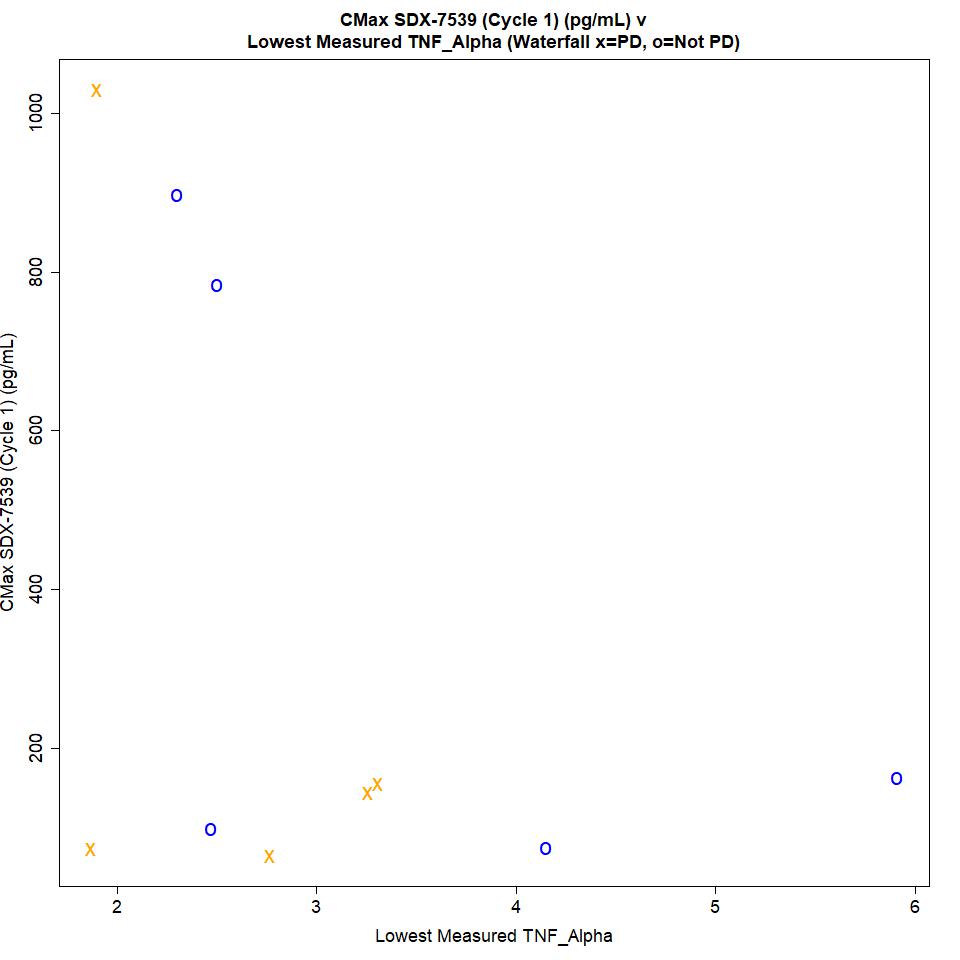 CMax SDX-7539 (Cycle 1) (pg/mL) v
Lowest Measured TNF_Alpha (Waterfall x=PD, o=Not PD)
CMax SDX-7539 (Cycle 1) (pg/mL)
1000
800
600
400
200
x
o
o
x
x
o
o
x
o
x
2
3
4
5
6
Lowest Measured TNF_Alpha